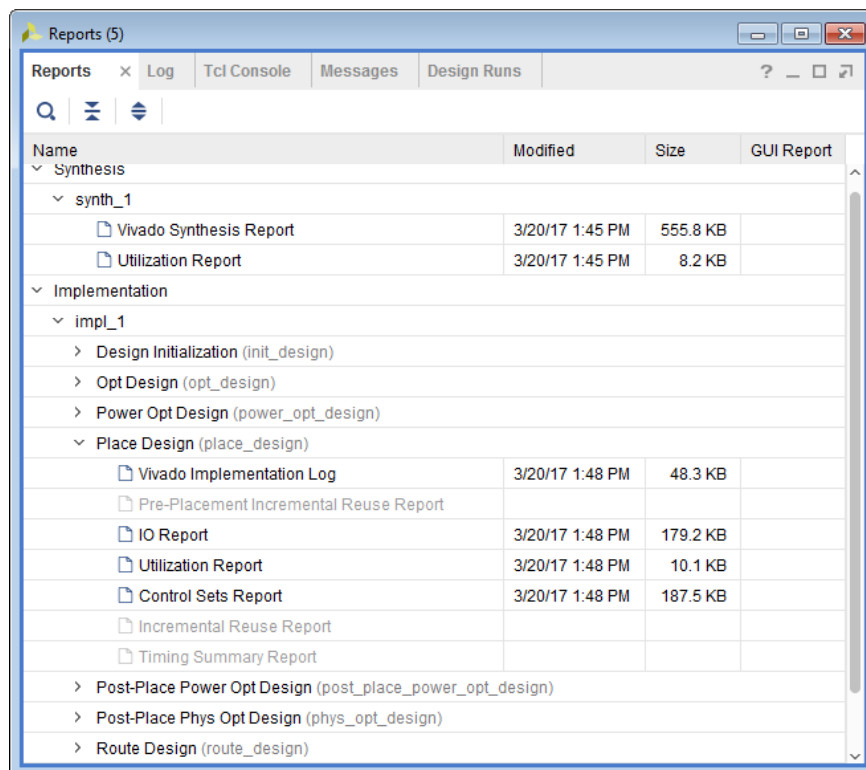 Reports (5)
Reports × Log Tcl Console Messages Design Runs ?
Name Modified Size GUI Report
Synthesis
synth_1
Vivado Synthesis Report 3/20/17 1:45 PM 555.8 KB
Utilization Report 3/20/17 1:45 PM 8.2 KB
Implementation
impl_1
Design Initialization (init_design)
Opt Design (opt_design)
Power Opt Design (power_opt_design)
Place Design (place_design)
Vivado Implementation Log 3/20/17 1:48 PM 48.3 KB
Pre-Placement Incremental Reuse Report
IO Report 3/20/17 1:48 PM 179.2 KB
Utilization Report 3/20/17 1:48 PM 10.1 KB
Control Sets Report 3/20/17 1:48 PM 187.5 KB
Incremental Reuse Report
Timing Summary Report
Post-Place Power Opt Design (post_place_power_opt_design)
Post-Place Phys Opt Design (phys_opt_design)
Route Design (route_design)